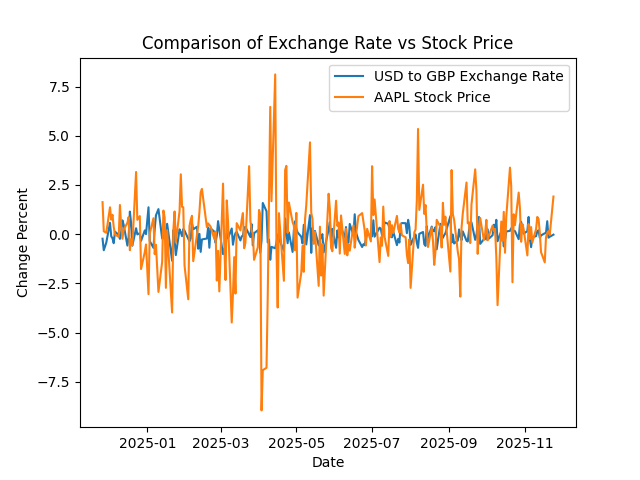 Comparison of Exchange Rate vs Stock Price
USD to GBP Exchange Rate
AAPL Stock Price
Change Percent
7.5
5.0
2.5
0.0
−2.5
−5.0
−7.5
2025-01 2025-03 2025-05 2025-07 2025-09 2025-11
Date